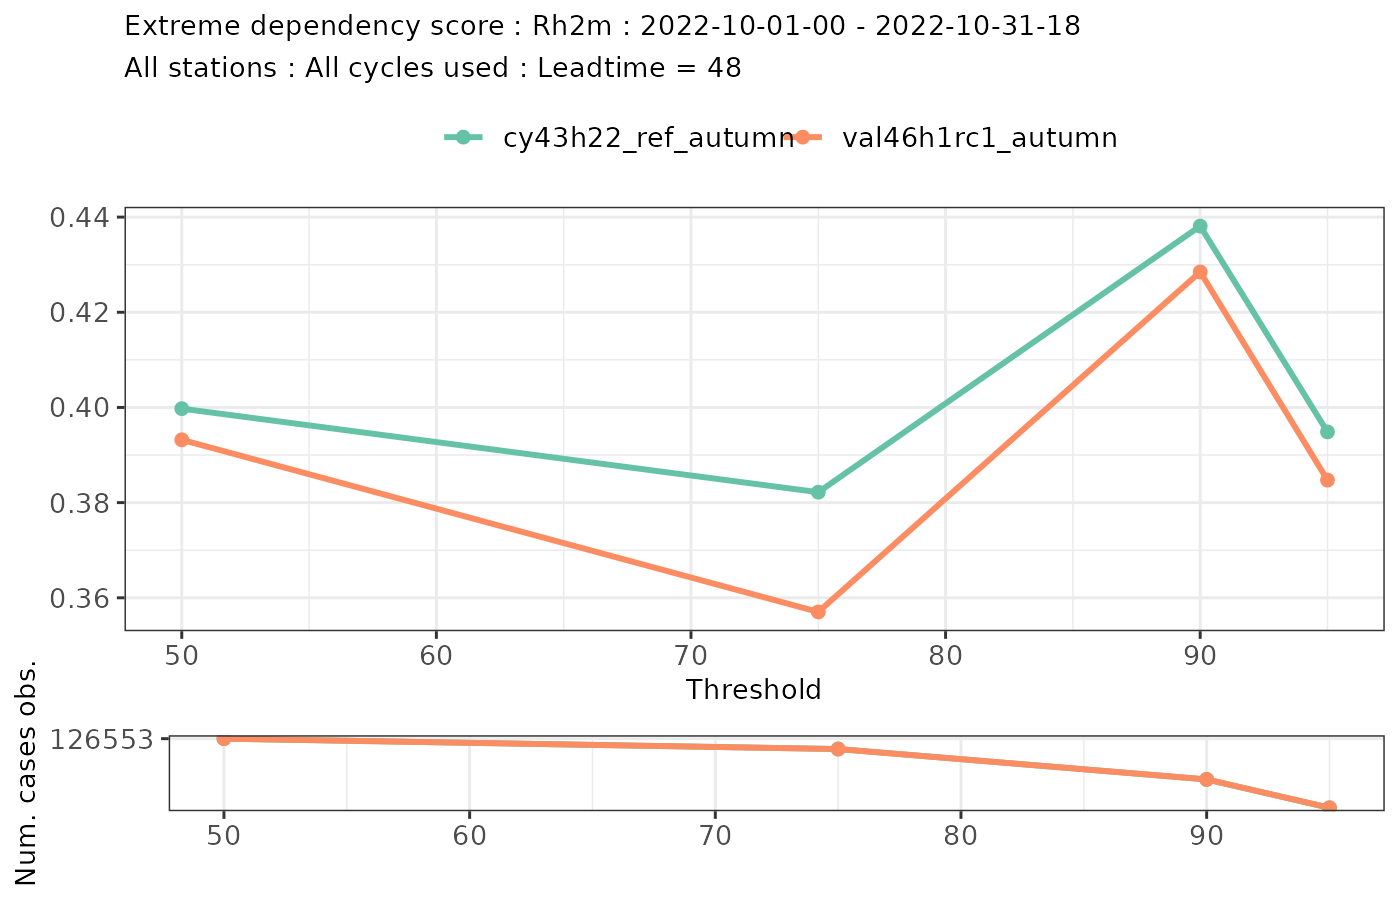 Extreme dependency score : Rh2m : 2022-10-01-00 - 2022-10-31-18
All stations : All cycles used : Leadtime = 48
cy43h22_ref_autumn val46h1rc1_autumn
0.44
0.42
0.40
0.38
0.36
50 60 70 80 90
Threshold
Num. cases obs.
126553
50 60 70 80 90